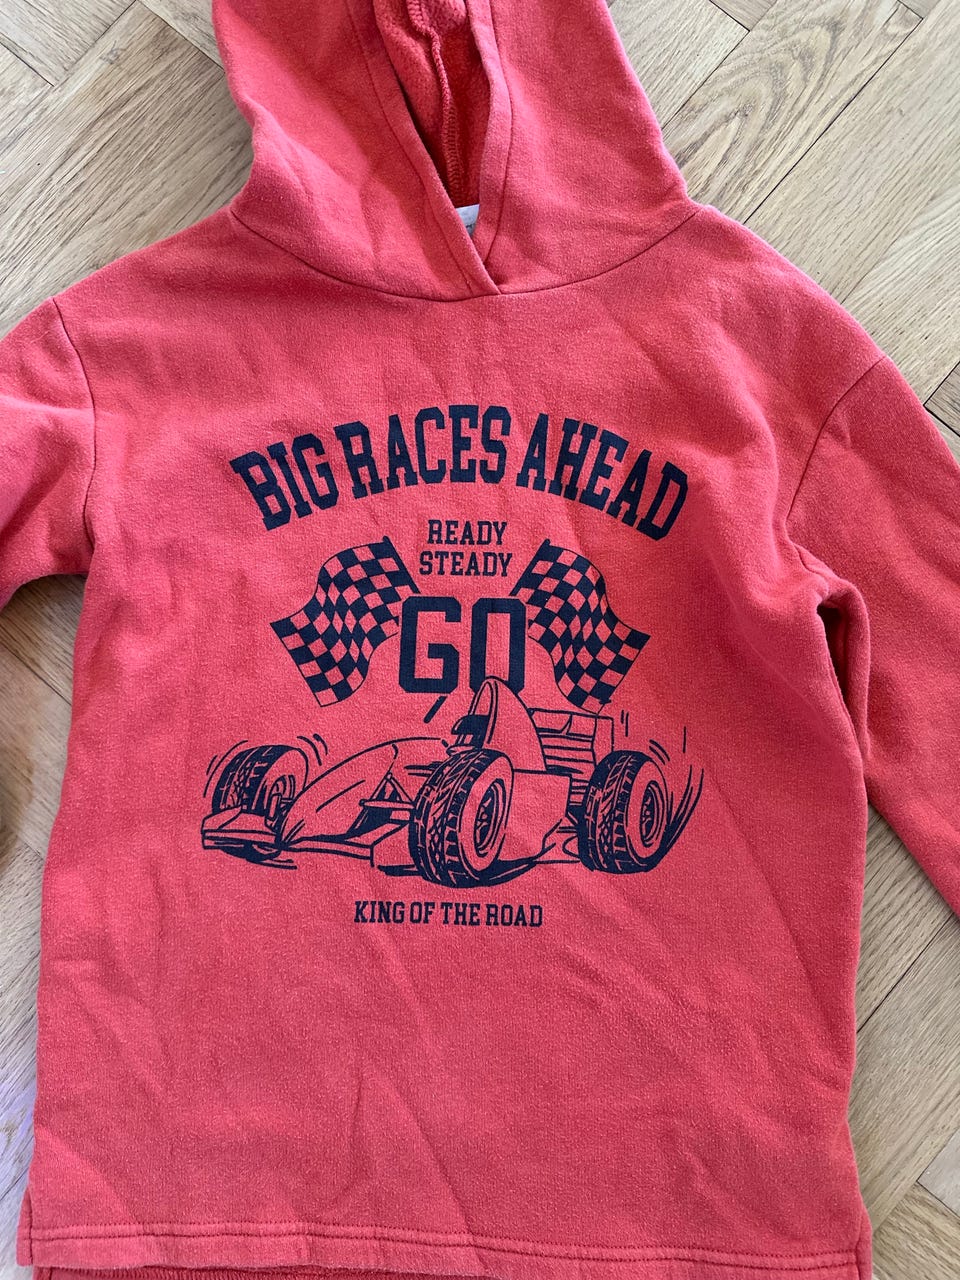 BIG RACES AHEAD
READY
STEADY
GO
KING OF THE ROAD